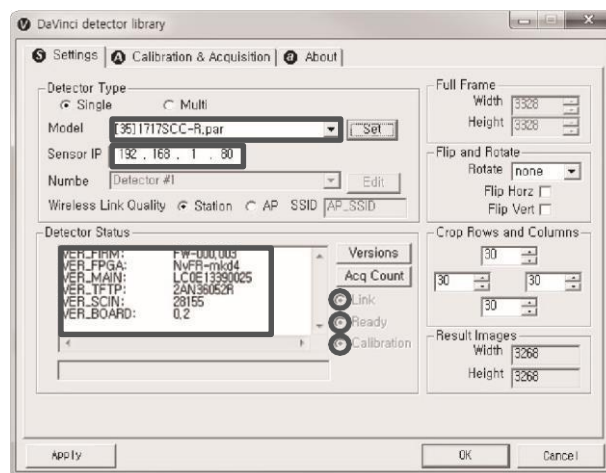 DaVinci detector library
Settings
Calibration & Acquisition
About
Detector Type
Single
Multi
Model
[35]1717SCC-R.par
Set
Sensor IP
192 . 168 . 1 . 80
Numbe
Detector #1
Edit
Wireless Link Quality
Station
AP
SSID
AP_SSID
Detector Status
VER_FIRM: FW-000,003
VER_FPGA: NvFR-mkd4
VER_MAIN: LC0E13390025
VER_TFTP: 2AN36052R
VER_SCIN: 28155
VER_BOARD: 0,2
Versions
Acq Count
Link
Ready
Calibration
Full Frame
Width 3328
Height 3328
Flip and Rotate
Rotate none
Flip Horz
Flip Vert
Crop Rows and Columns
30
30 30
30
Result Images
Width 3268
Height 3268
Apply
OK
Cancel